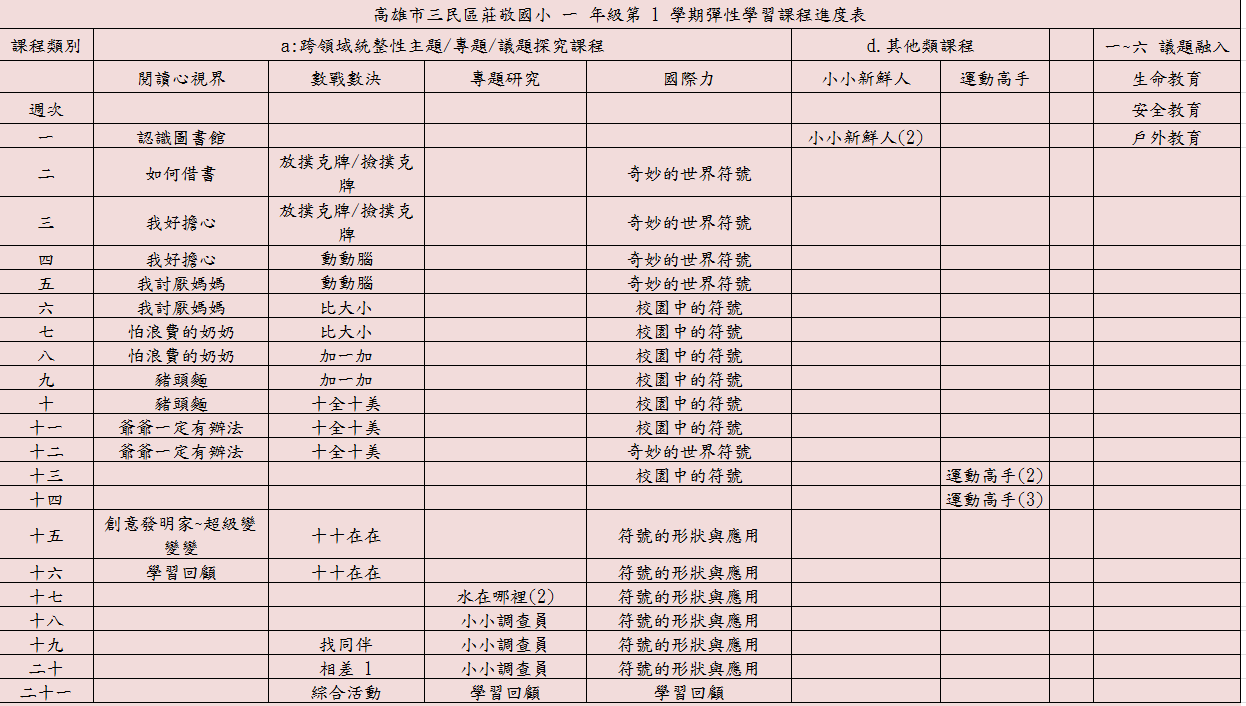 高雄市三民區莊敬國小 一 年級第 1 學期彈性學習課程進度表
課程類別 a:跨領域統整性主題/專題/議題探究課程 d.其他類課程 一~六 議題融入
閱讀心視界 數戰數決 專題研究 國際力 小小新鮮人 運動高手 生命教育
週次 安全教育
一 認識圖書館 小小新鮮人(2) 戶外教育
二 如何借書 放撲克牌/撿撲克
牌 奇妙的世界符號
三 我好擔心 放撲克牌/撿撲克
牌 奇妙的世界符號
四 我好擔心 動動腦 奇妙的世界符號
五 我討厭媽媽 動動腦 奇妙的世界符號
六 我討厭媽媽 比大小 校園中的符號
七 怕浪費的奶奶 比大小 校園中的符號
八 怕浪費的奶奶 加一加 校園中的符號
九 豬頭麵 加一加 校園中的符號
十 豬頭麵 十全十美 校園中的符號
十一 爺爺一定有辦法 十全十美 校園中的符號
十二 爺爺一定有辦法 十全十美 奇妙的世界符號
十三 校園中的符號 運動高手(2)
十四 運動高手(3)
十五 創意發明家~超級變
變變 十十在在 符號的形狀與應用
十六 學習回顧 十十在在 符號的形狀與應用
十七 水在哪裡(2) 符號的形狀與應用
十八 小小調查員 符號的形狀與應用
十九 找同伴 小小調查員 符號的形狀與應用
二十 相差 1 小小調查員 符號的形狀與應用
二十一 綜合活動 學習回顧 學習回顧